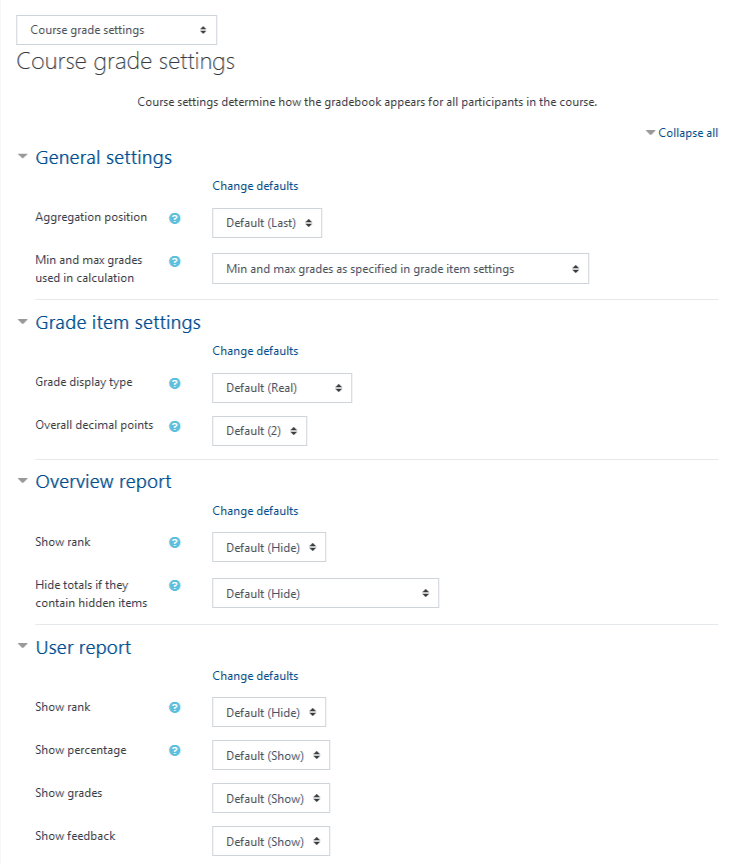 Course grade settings
Course grade settings
Course settings determine how the gradebook appears for all participants in the course.
Collapse all
General settings
Change defaults
Aggregation position ? Default (Last)
Min and max grades
used in calculation ? Min and max grades as specified in grade item settings
Grade item settings
Change defaults
Grade display type ? Default (Real)
Overall decimal points ? Default (2)
Overview report
Change defaults
Show rank ? Default (Hide)
Hide totals if they
contain hidden items ? Default (Hide)
User report
Change defaults
Show rank ? Default (Hide)
Show percentage ? Default (Show)
Show grades Default (Show)
Show feedback Default (Show)